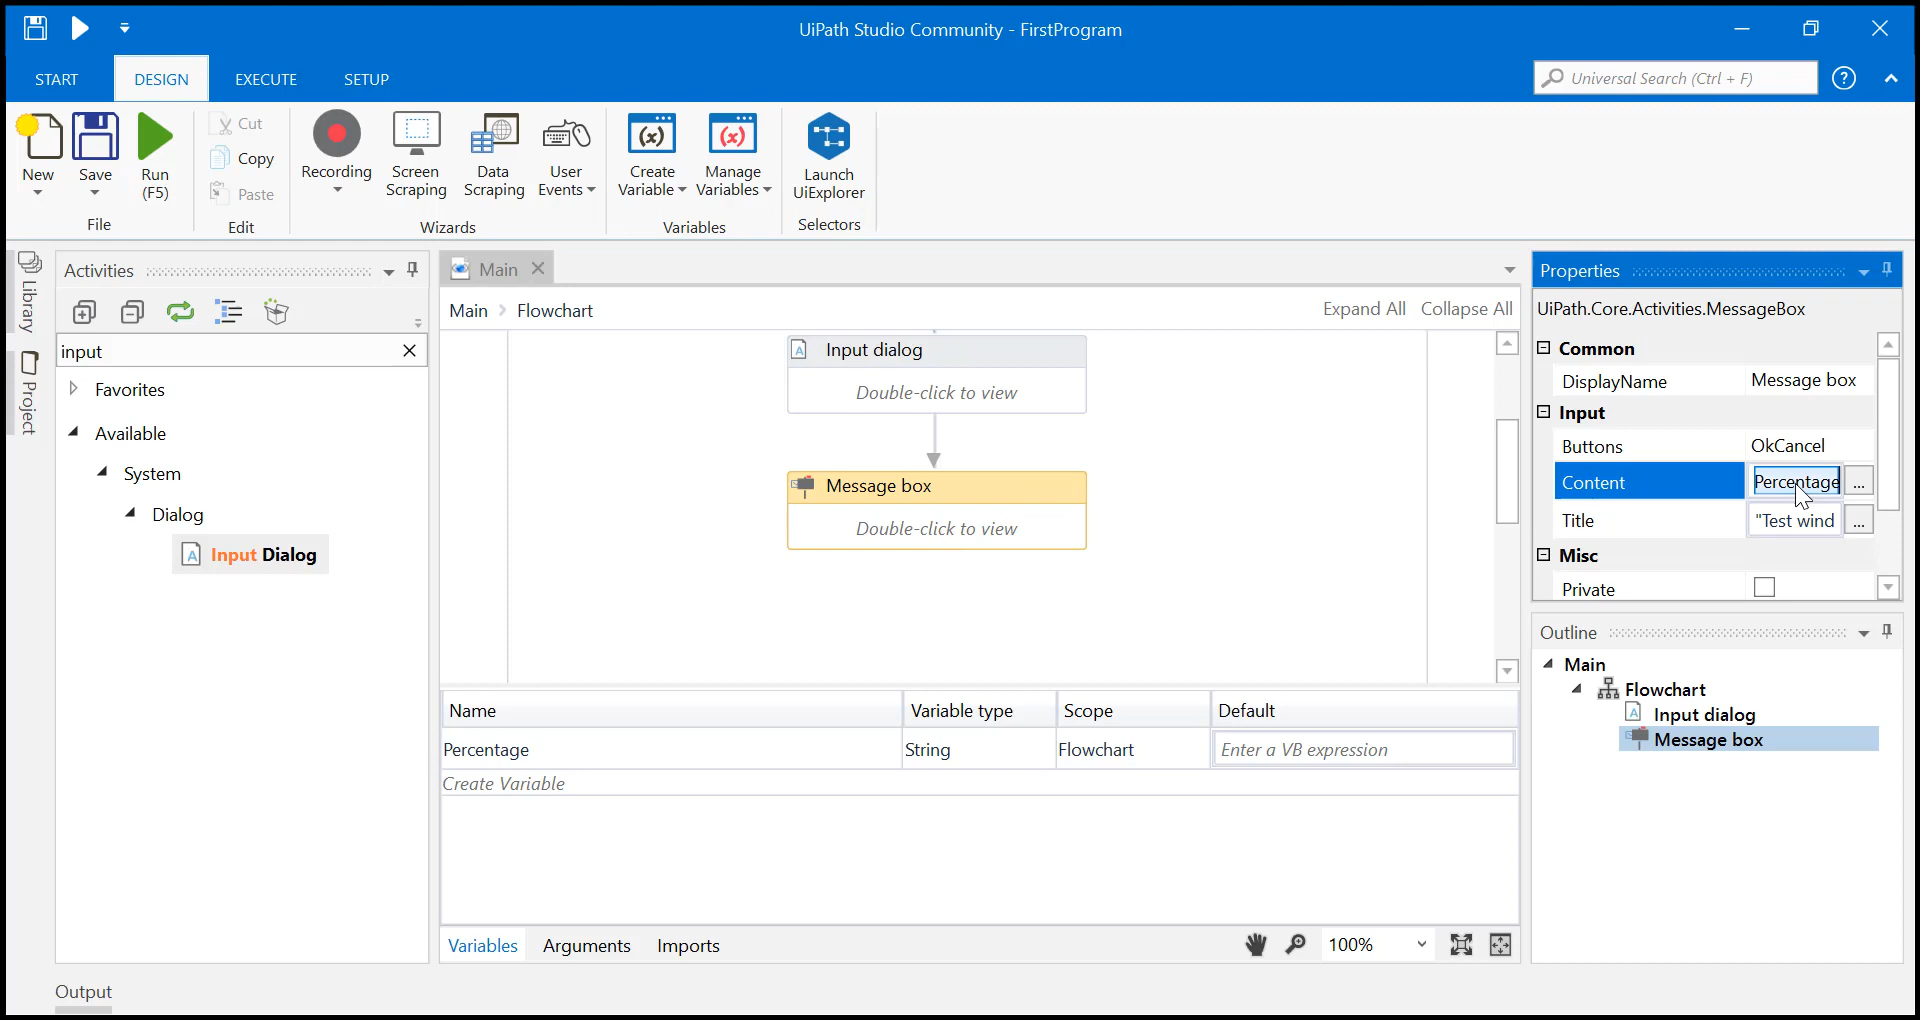 UiPath Studio Community - FirstProgram
START
DESIGN
EXECUTE
SETUP
Universal Search (Ctrl + F)
?
New
Save
Run
(F5)
File
Cut
Copy
Paste
Edit
Recording
Screen
Scraping
Data
Scraping
User
Events
Wizards
(x)
Create
Variable
(x)
Manage
Variables
Variables
Launch
UiExplorer
Selectors
Library
Project
Activities
input
Favorites
Available
System
Dialog
A Input Dialog
Main
Main
Flowchart
Expand All
Collapse All
A Input dialog
Double-click to view
Message box
Double-click to view
Name
Variable type
Scope
Default
Percentage
String
Flowchart
Enter a VB expression
Create Variable
Variables
Arguments
Imports
100%
Properties
UiPath.Core.Activities.MessageBox
Common
DisplayName
Message box
Input
Buttons
OkCancel
Content
Percentage
...
Title
"Test wind
...
Misc
Private
Outline
Main
Flowchart
A Input dialog
Message box
Output